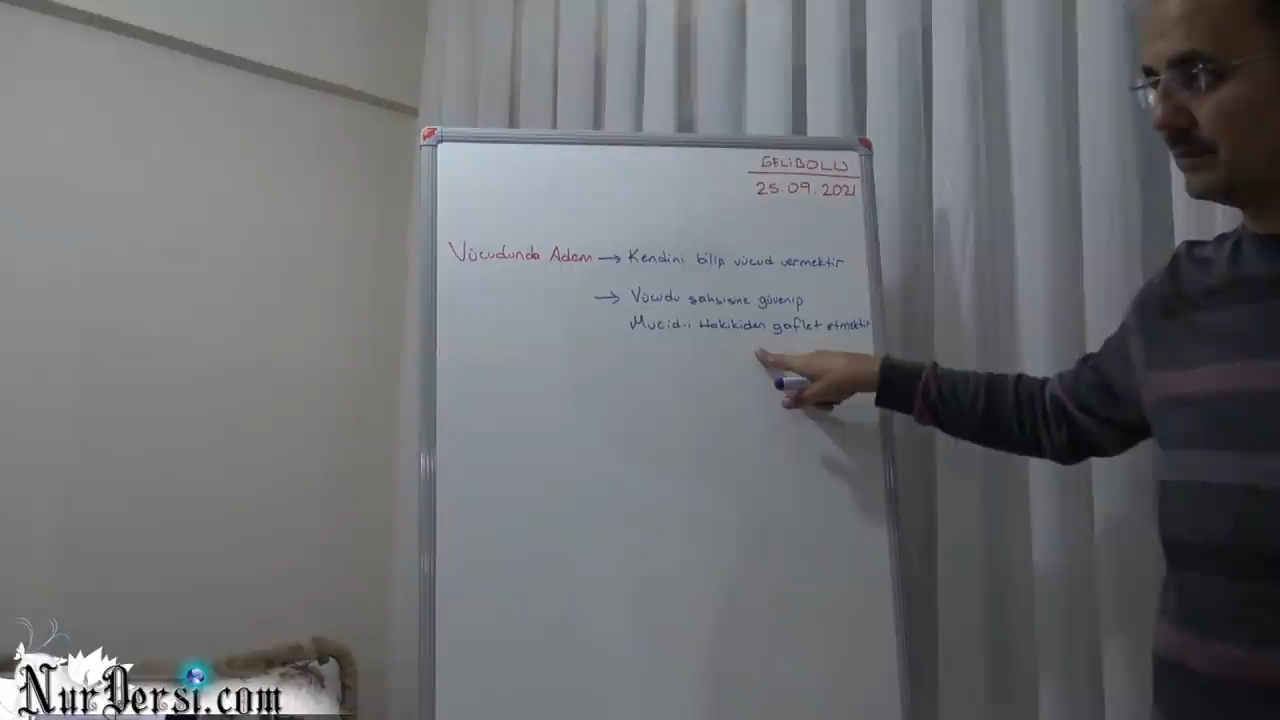 GELİBOLU
25.09.2021
Vücudunda Adem → Kendini bilip vücud vermektir
→ Vücudu şahsisine güvenip
Mucid-i Hakikiden gaflet etmektir
NurDersi.com